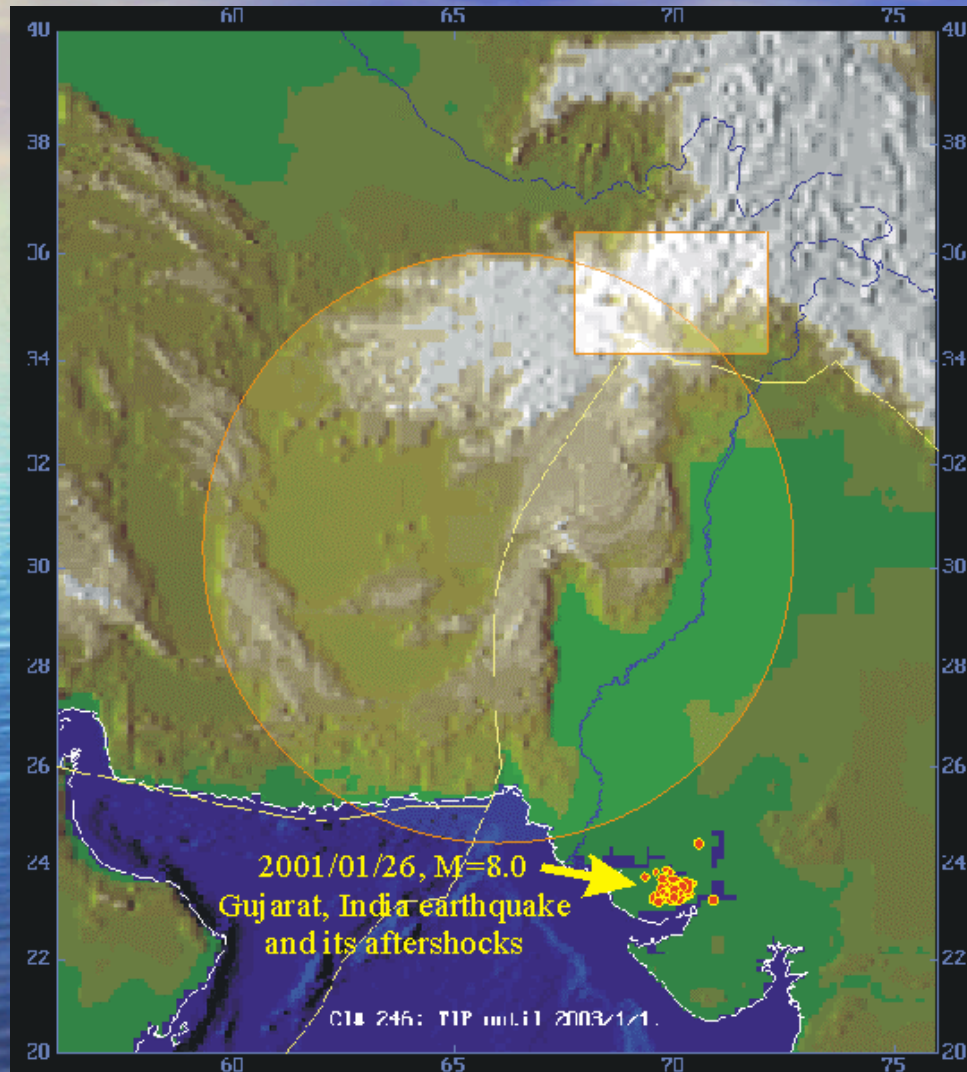 60 65 70 75
40 40
38 38
36 36
34 34
32 32
30 30
28 28
26 26
24 24
2001/01/26, M=8.0
Gujarat, India earthquake
and its aftershocks
22 22
CI# 246: TIP until 2003/1/1.
20 20
60 65 70 75